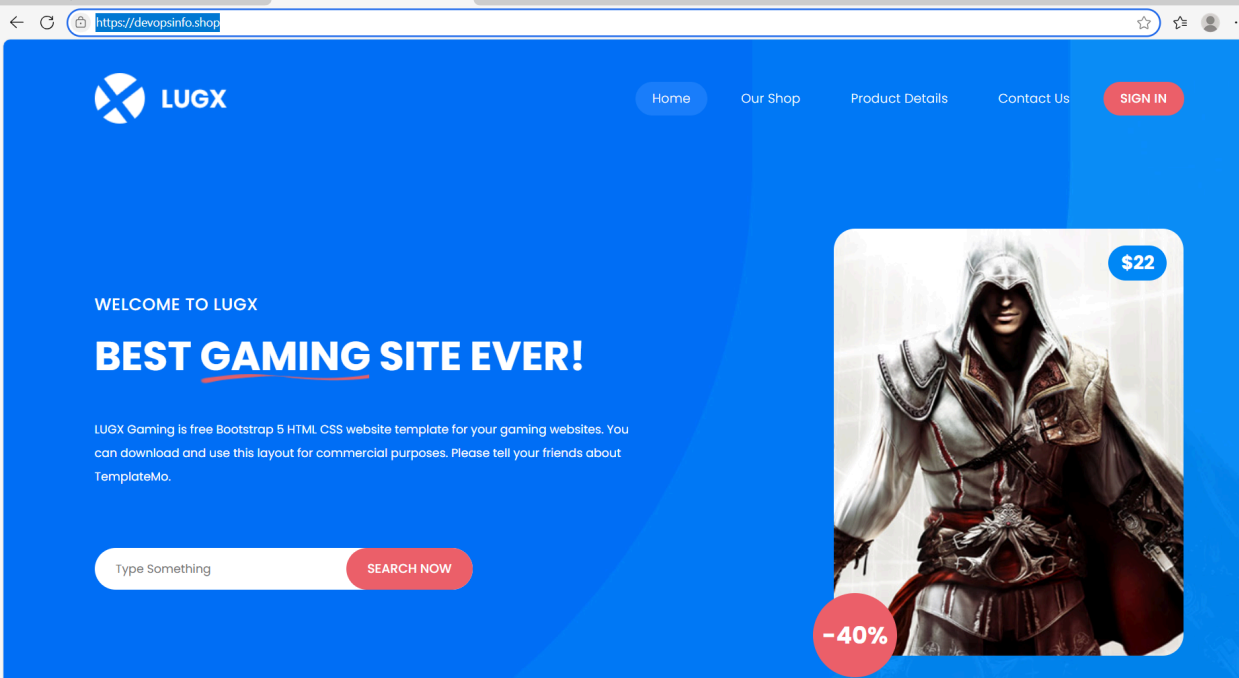 https://devopsinfo.shop
LUGX
Home
Our Shop
Product Details
Contact Us
SIGN IN
$22
WELCOME TO LUGX
BEST GAMING SITE EVER!
LUGX Gaming is free Bootstrap 5 HTML CSS website template for your gaming websites. You
can download and use this layout for commercial purposes. Please tell your friends about
TemplateMo.
Type Something
SEARCH NOW
-40%